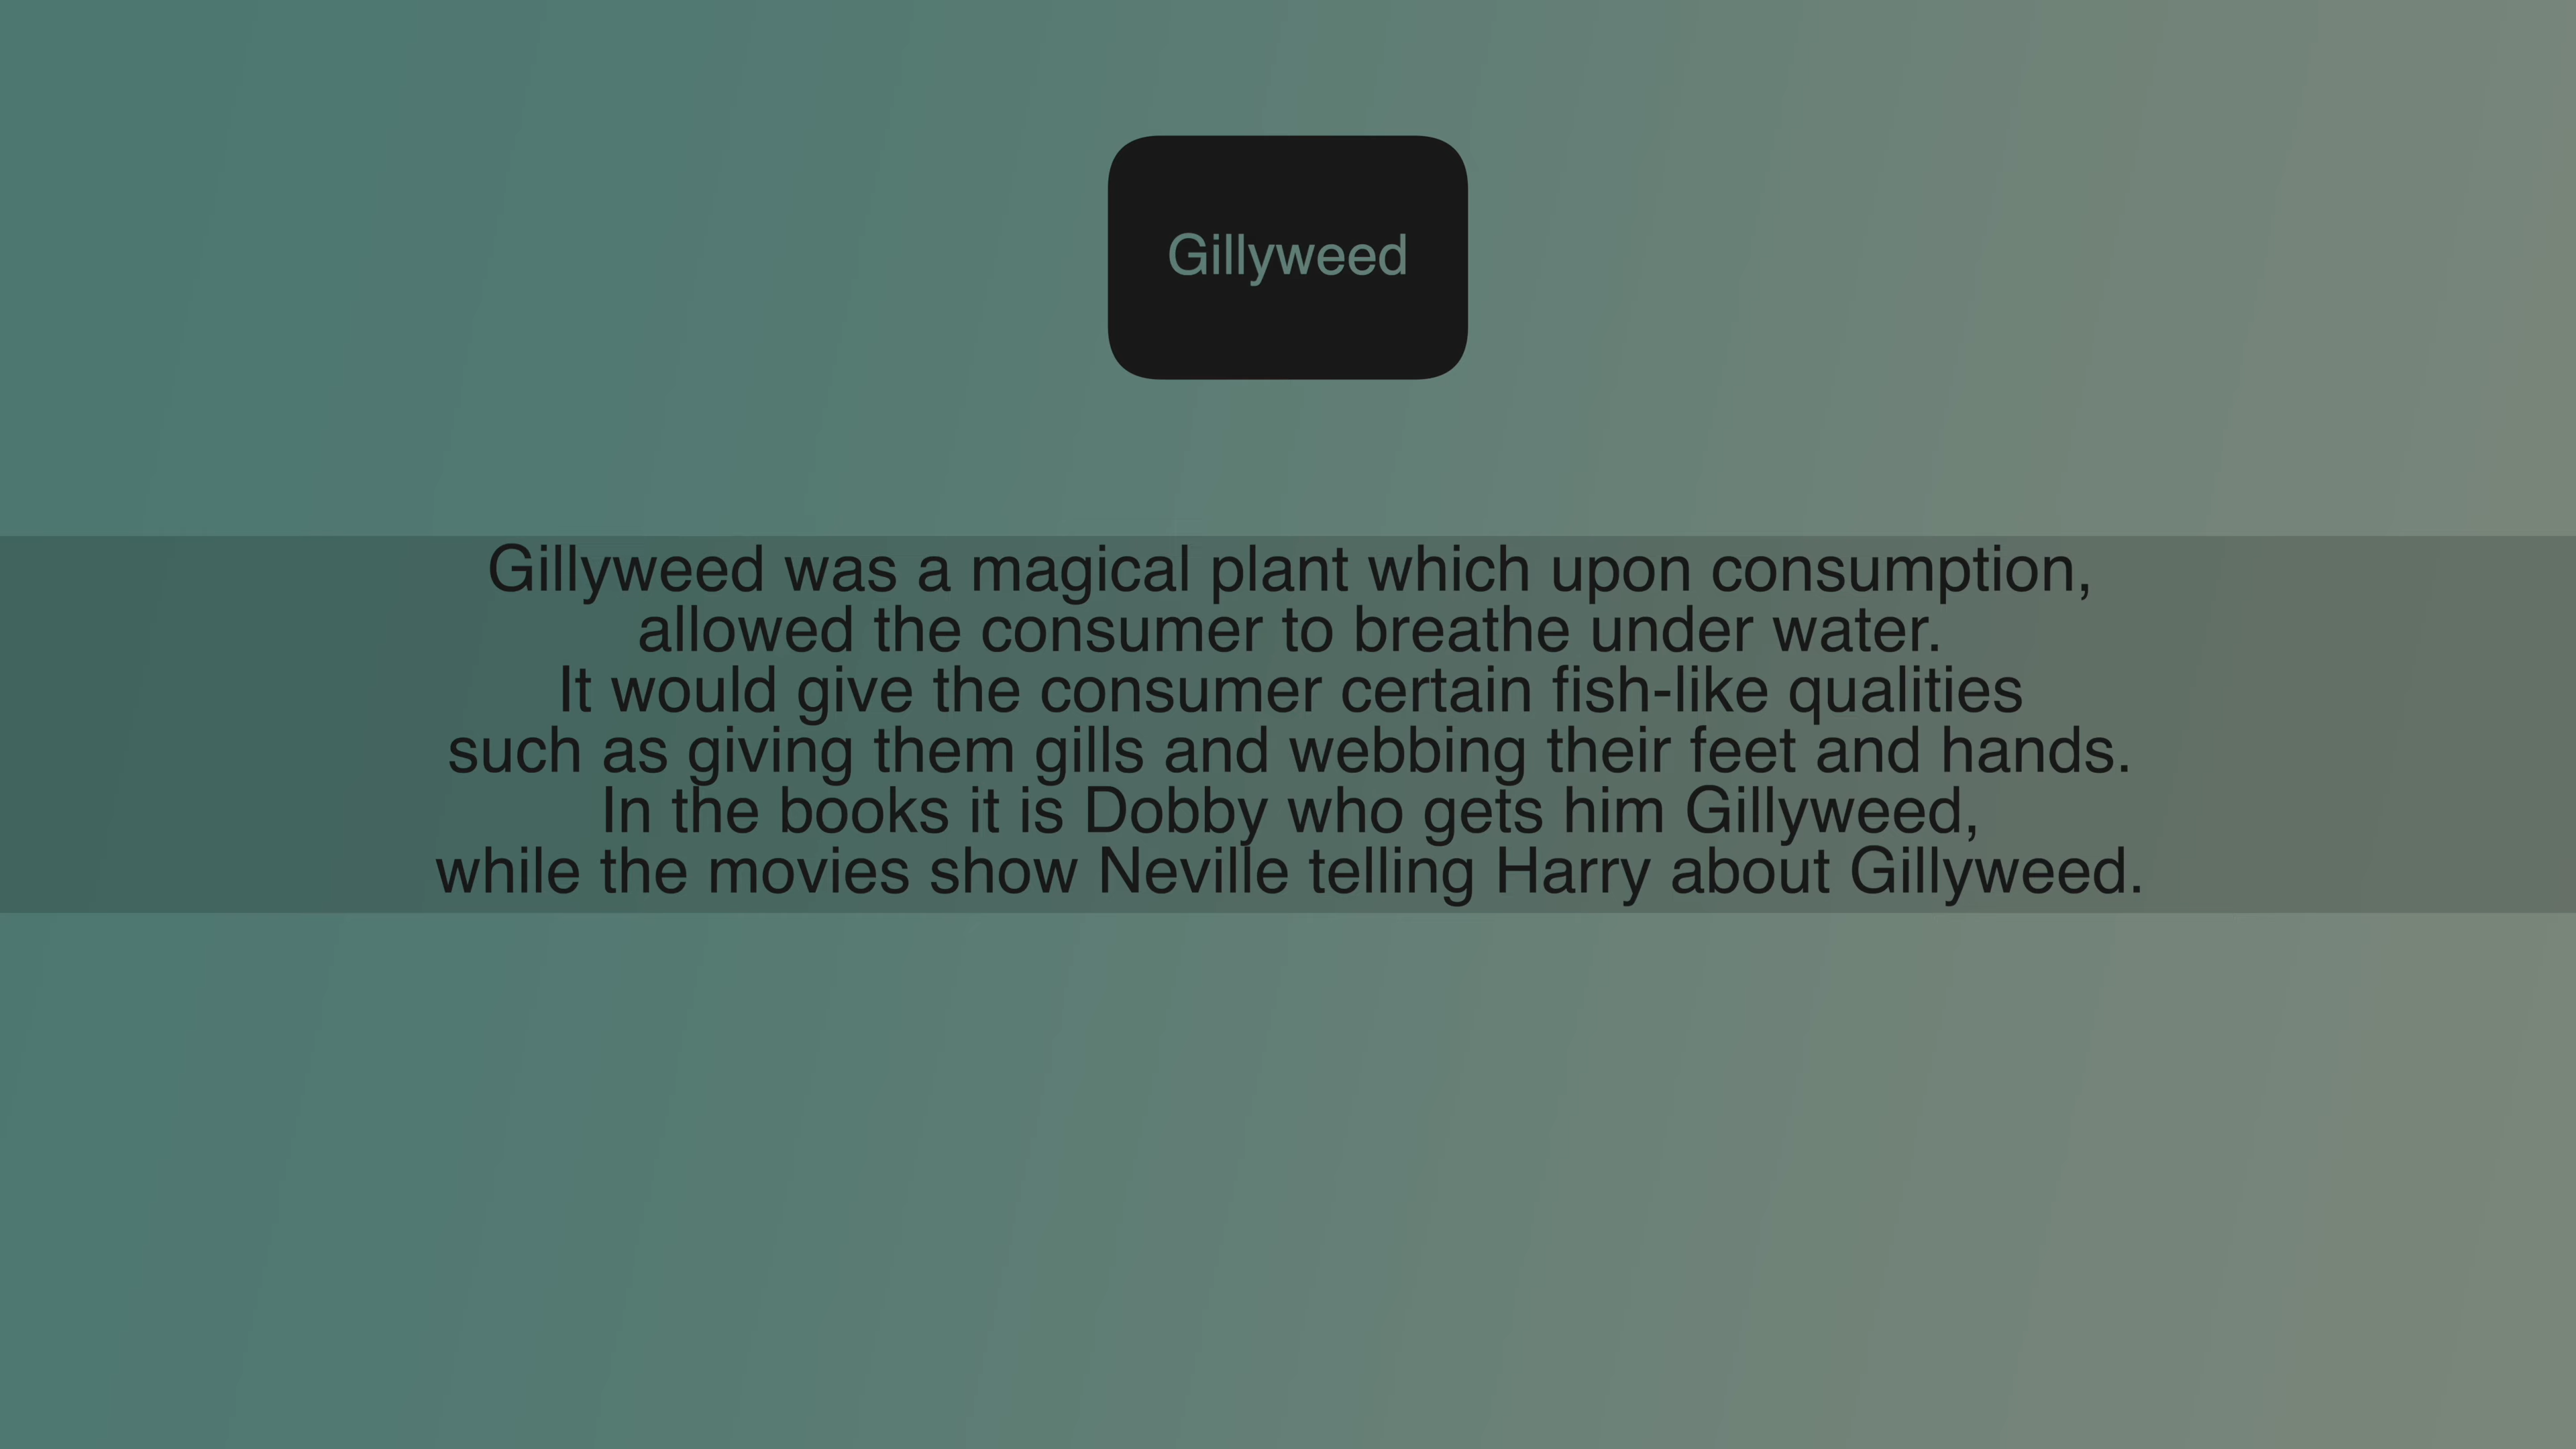 Gillyweed
Gillyweed was a magical plant which upon consumption,
allowed the consumer to breathe under water.
It would give the consumer certain fish-like qualities
such as giving them gills and webbing their feet and hands.
In the books it is Dobby who gets him Gillyweed,
while the movies show Neville telling Harry about Gillyweed.